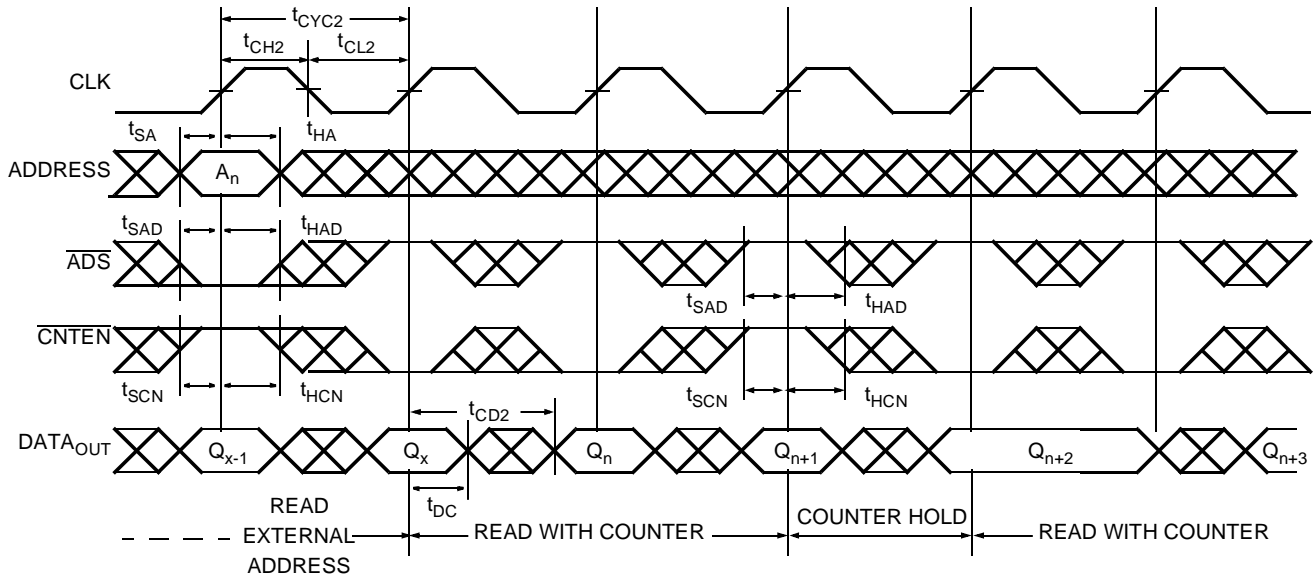 tCYC2
tCH2 tCL2
CLK
tSA tHA
ADDRESS An
tSAD tHAD
ADS
tSAD tHAD
CNTEN
tSCN tHCN tSCN tHCN
tCD2
DATAOUT Qx-1 Qx Qn Qn+1 Qn+2 Qn+3
tDC
READ EXTERNAL ADDRESS
READ WITH COUNTER
COUNTER HOLD
READ WITH COUNTER